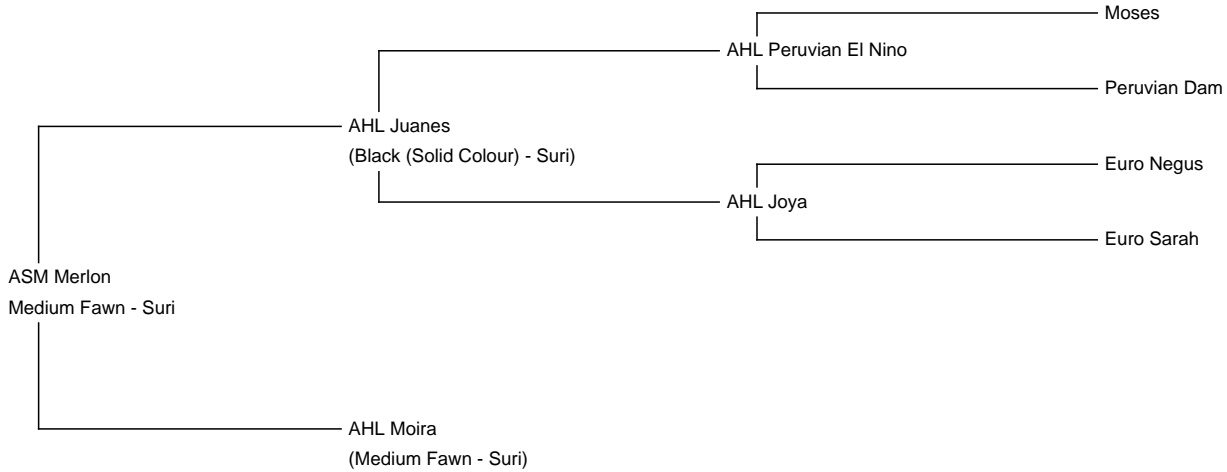 Moses
AHL Peruvian El Nino
Peruvian Dam
AHL Juanes
(Black (Solid Colour) - Suri)
Euro Negus
AHL Joya
Euro Sarah
ASM Merlon
Medium Fawn - Suri
AHL Moira
(Medium Fawn - Suri)